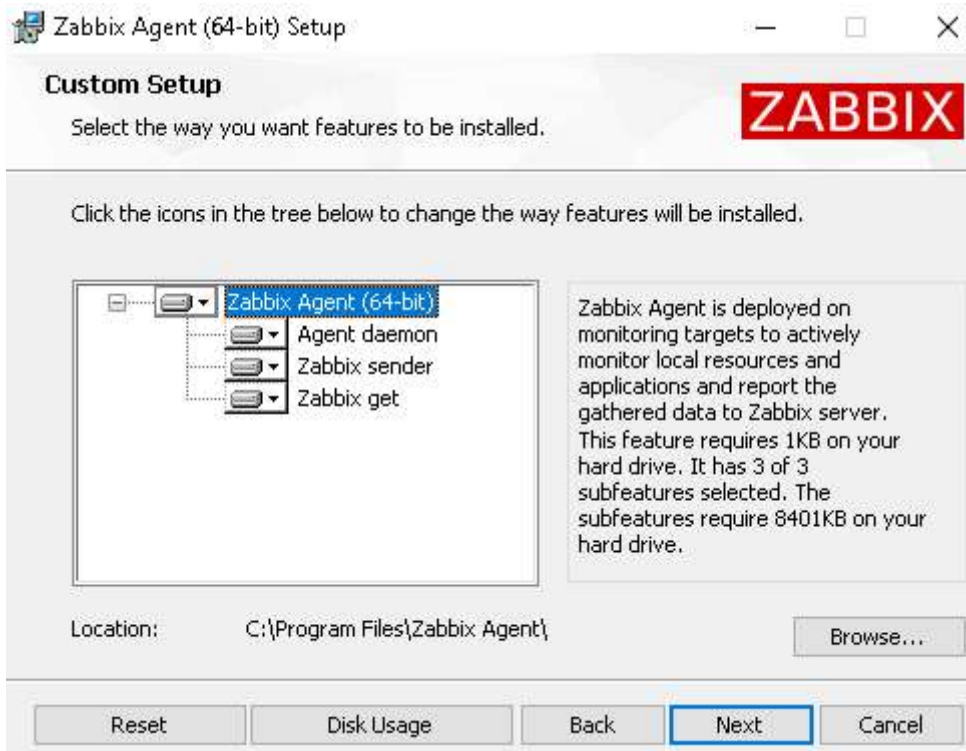 Zabbix Agent (64-bit) Setup
Custom Setup
Select the way you want features to be installed.
ZABBIX
Click the icons in the tree below to change the way features will be installed.
Zabbix Agent (64-bit)
Agent daemon
Zabbix sender
Zabbix get
Zabbix Agent is deployed on
monitoring targets to actively
monitor local resources and
applications and report the
gathered data to Zabbix server.
This feature requires 1KB on your
hard drive. It has 3 of 3
subfeatures selected. The
subfeatures require 8401KB on your
hard drive.
Location: C:\Program Files\Zabbix Agent\
Browse...
Reset Disk Usage Back Next Cancel